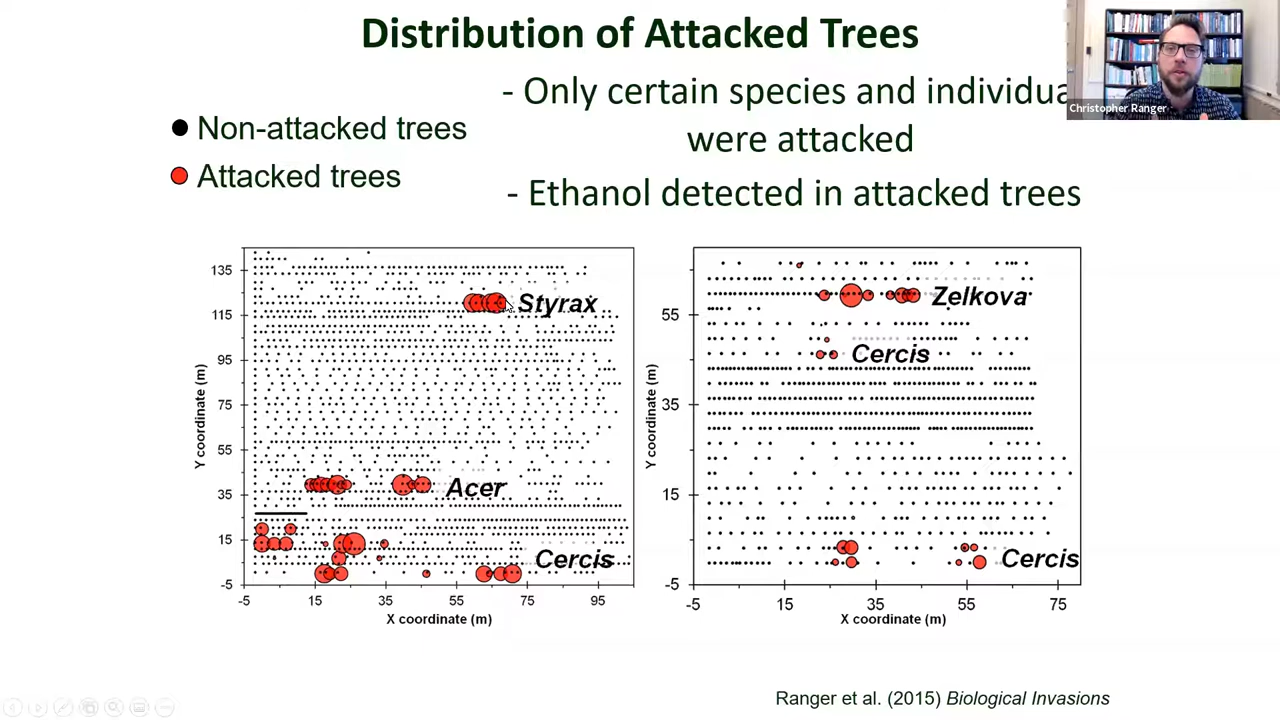 Distribution of Attacked Trees
- Only certain species and individua
were attacked
- Ethanol detected in attacked trees
Christopher Ranger
Non-attacked trees
Attacked trees
135
115
95
75
55
35
15
-5
Y coordinate (m)
Styrax
Acer
Cercis
-5 15 35 55 75 95
X coordinate (m)
55
35
15
-5
Y coordinate (m)
Zelkova
Cercis
Cercis
-5 15 35 55 75
X coordinate (m)
Ranger et al. (2015) Biological Invasions